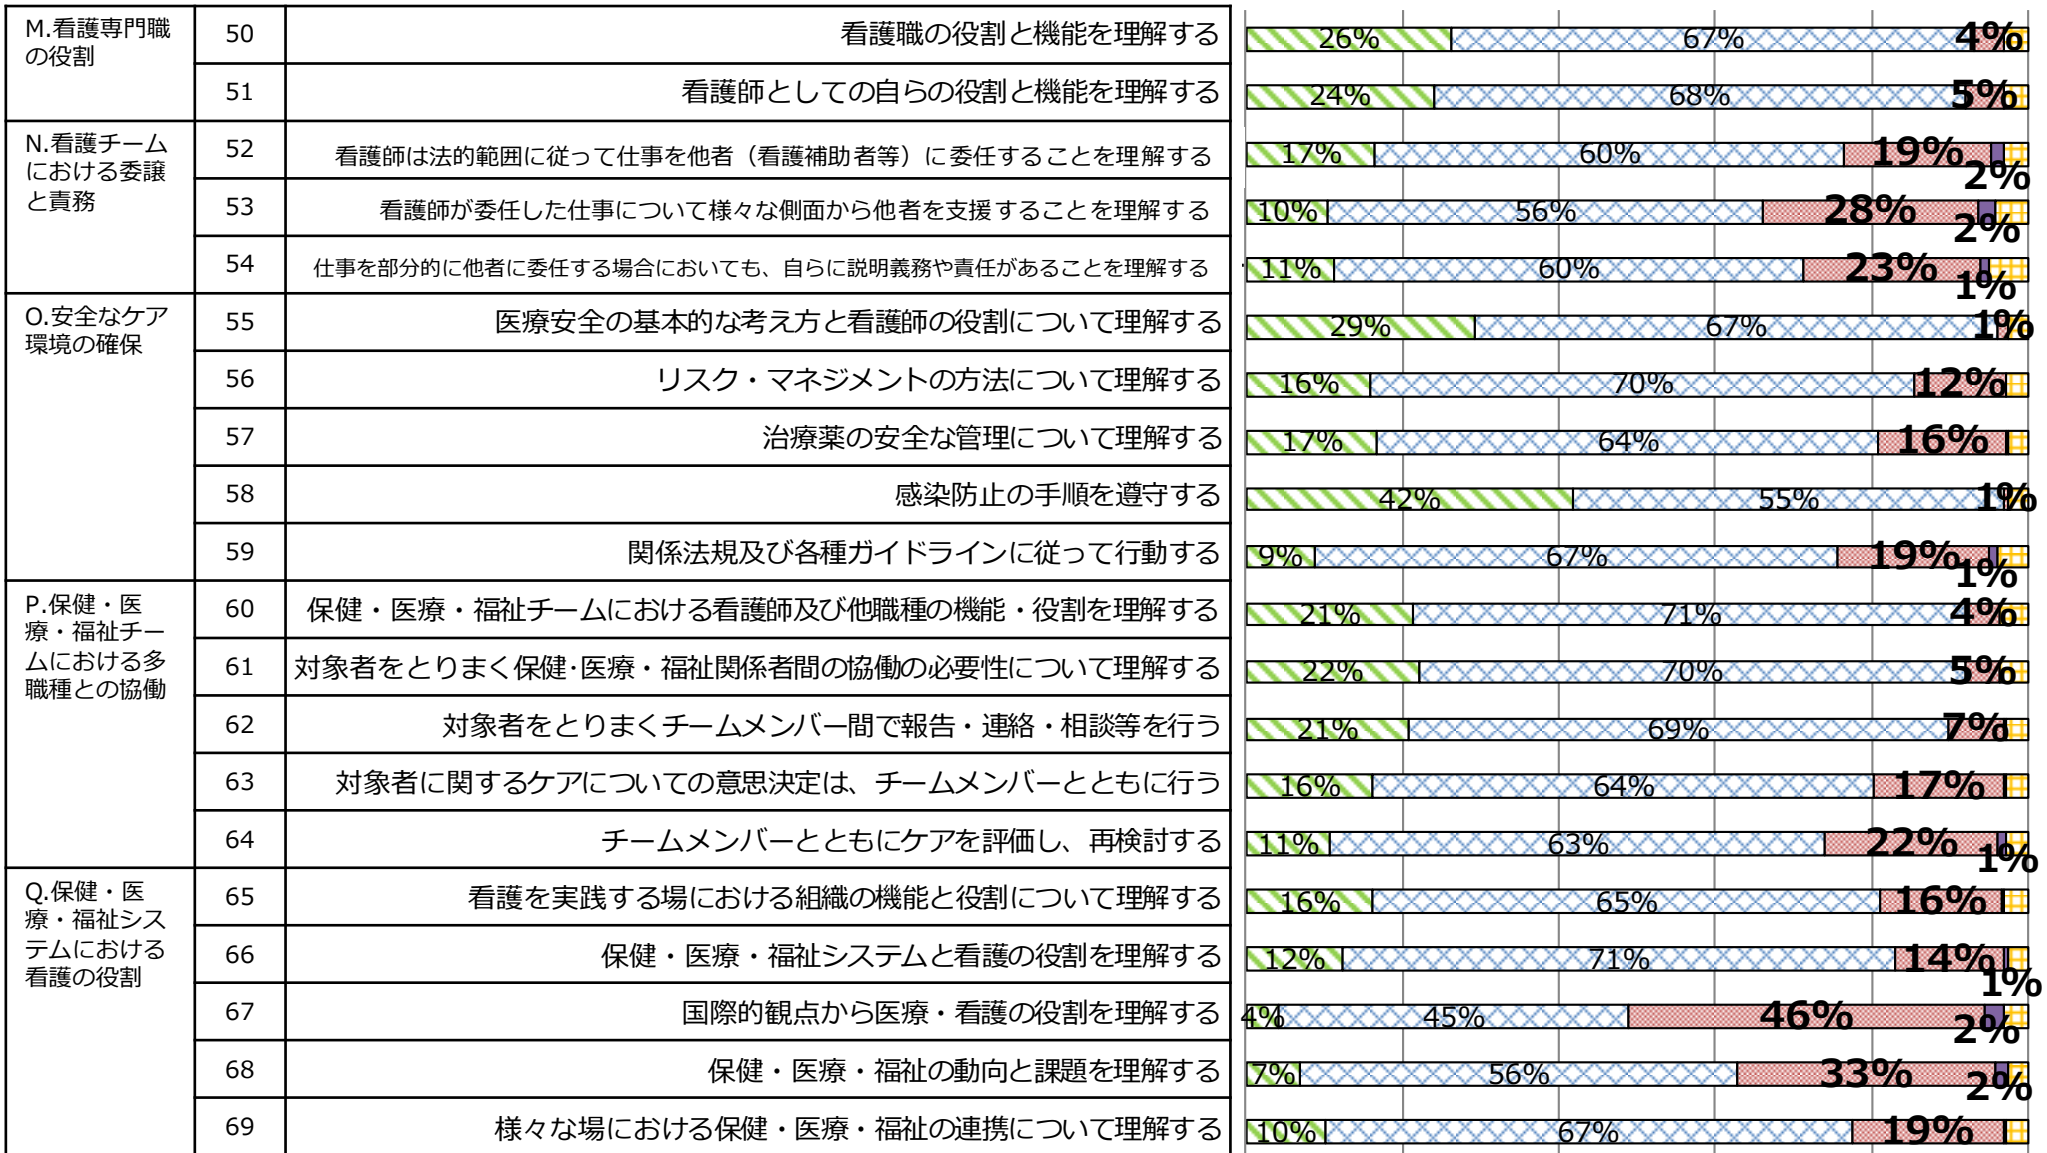 M.看護専門職
の役割
50
看護職の役割と機能を理解する
26%
67%
4%
51
看護師としての自らの役割と機能を理解する
24%
68%
5%
N.看護チーム
における委譲
と責務
52
看護師は法的範囲に従って仕事を他者（看護補助者等）に委任することを理解する
17%
60%
19%
2%
53
看護師が委任した仕事について様々な側面から他者を支援することを理解する
10%
56%
28%
2%
54
仕事を部分的に他者に委任する場合においても、自らに説明義務や責任があることを理解する
11%
60%
23%
1%
O.安全なケア
環境の確保
55
医療安全の基本的な考え方と看護師の役割について理解する
29%
67%
1%
56
リスク・マネジメントの方法について理解する
16%
70%
12%
57
治療薬の安全な管理について理解する
17%
64%
16%
58
感染防止の手順を遵守する
42%
55%
1%
59
関係法規及び各種ガイドラインに従って行動する
9%
67%
19%
1%
P.保健・医
療・福祉チー
ムにおける多
職種との協働
60
保健・医療・福祉チームにおける看護師及び他職種の機能・役割を理解する
21%
71%
4%
61
対象者をとりまく保健･医療・福祉関係者間の協働の必要性について理解する
22%
70%
5%
62
対象者をとりまくチームメンバー間で報告・連絡・相談等を行う
21%
69%
7%
63
対象者に関するケアについての意思決定は、チームメンバーとともに行う
16%
64%
17%
64
チームメンバーとともにケアを評価し、再検討する
11%
63%
22%
1%
Q.保健・医
療・福祉シス
テムにおける
看護の役割
65
看護を実践する場における組織の機能と役割について理解する
16%
65%
16%
66
保健・医療・福祉システムと看護の役割を理解する
12%
71%
14%
1%
67
国際的観点から医療・看護の役割を理解する
4%
45%
46%
2%
68
保健・医療・福祉の動向と課題を理解する
7%
56%
33%
2%
69
様々な場における保健・医療・福祉の連携について理解する
10%
67%
19%